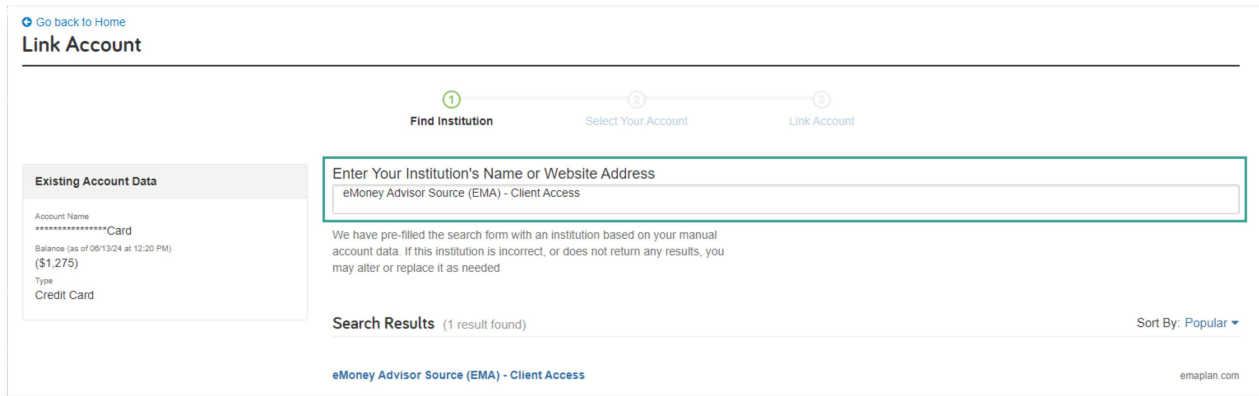 Go back to Home
Link Account
1
2
3
Find Institution
Select Your Account
Link Account
Existing Account Data
Account Name
****************Card
Balance (as of 06/13/24 at 12:20 PM)
($1,275)
Type
Credit Card
Enter Your Institution's Name or Website Address
eMoney Advisor Source (EMA) - Client Access
We have pre-filled the search form with an institution based on your manual
account data. If this institution is incorrect, or does not return any results, you
may alter or replace it as needed
Search Results (1 result found)
Sort By: Popular
eMoney Advisor Source (EMA) - Client Access
emaplan.com